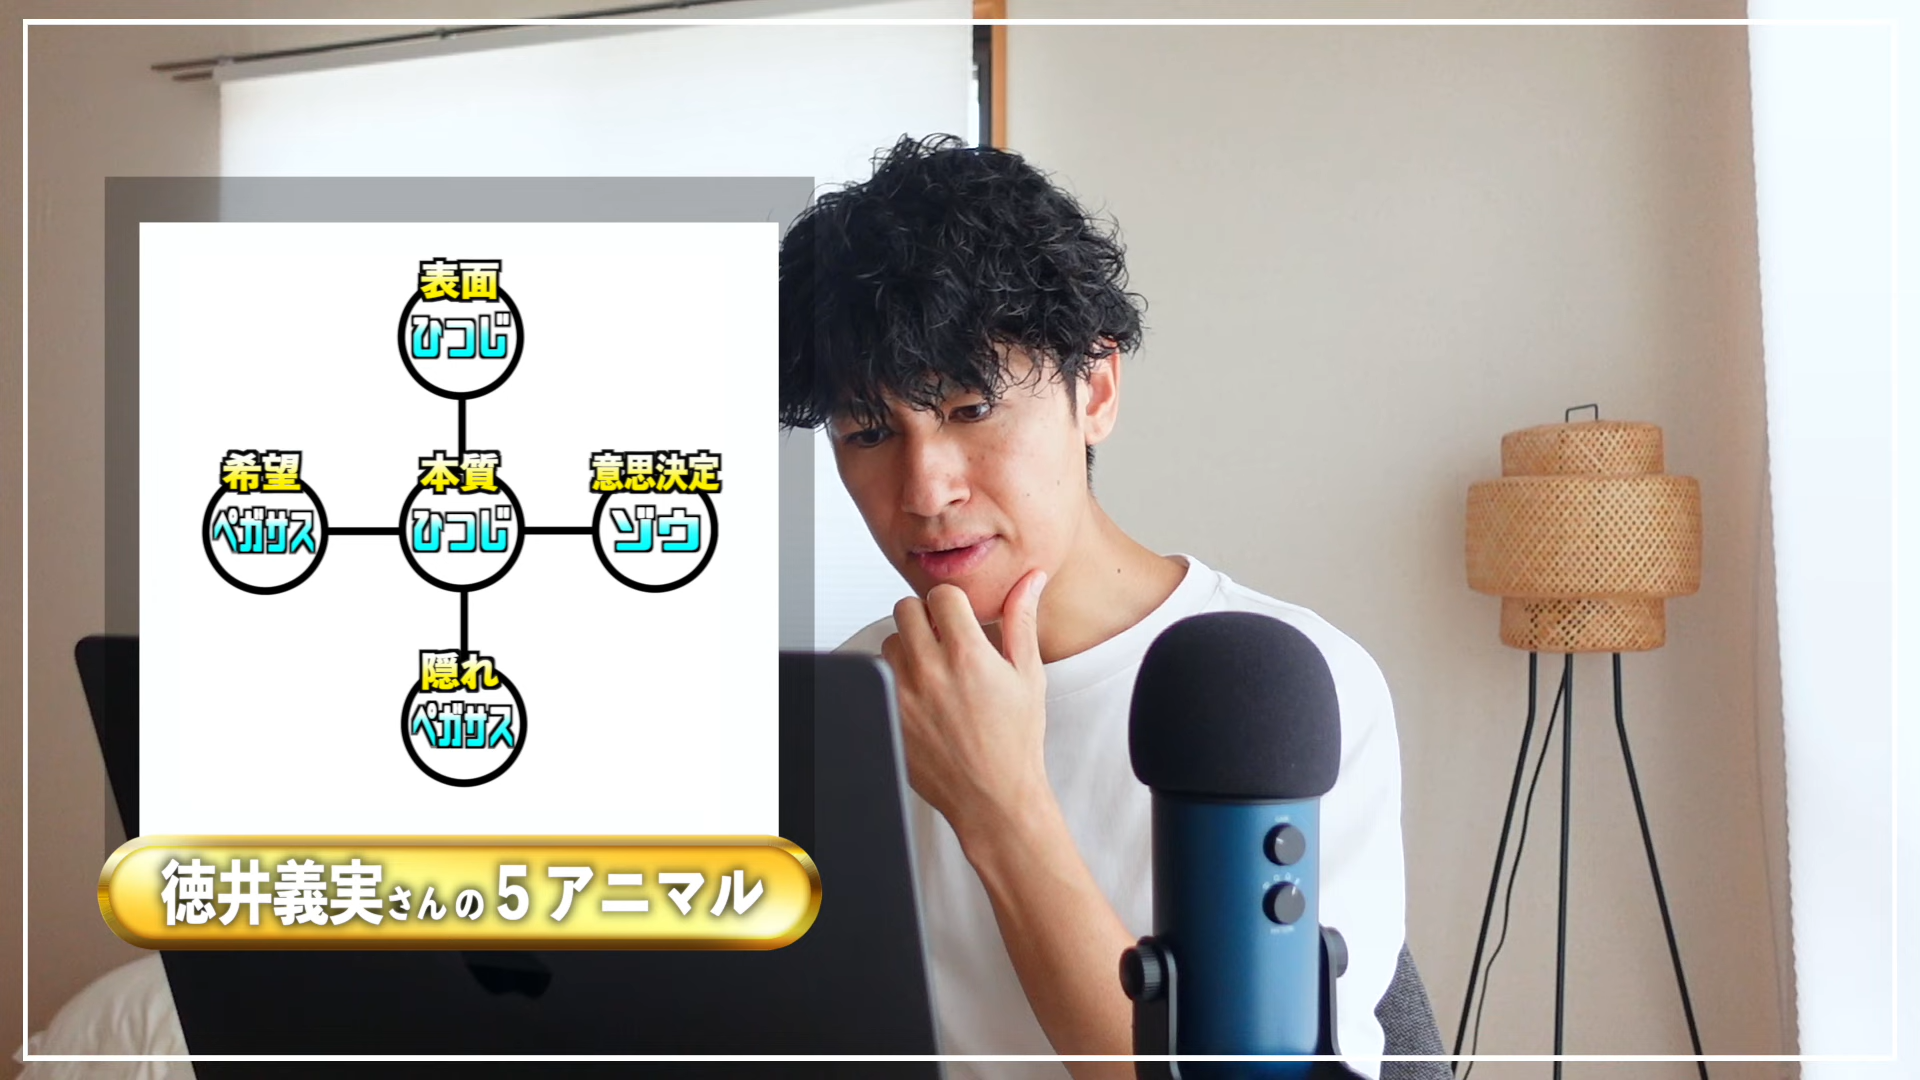 表面
ひつじ
希望
ペガサス
本質
ひつじ
意思決定
ゾウ
隠れ
ペガサス
徳井義実さんの5アニマル